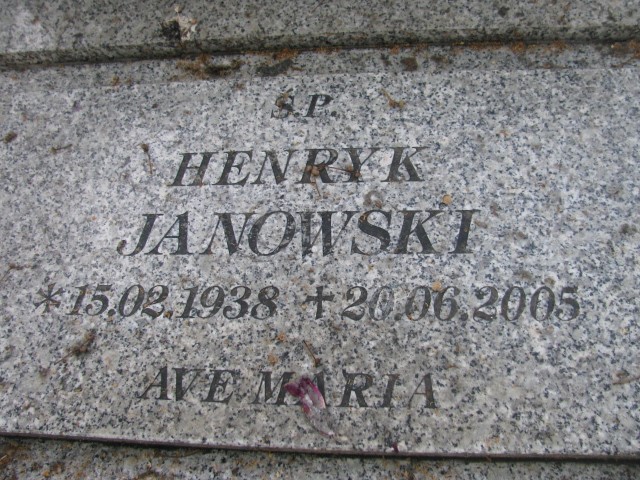 Ś.P.
HENRYK
JANOWSKI
*15.02.1938 ✝20.06.2005
AVE MARIA